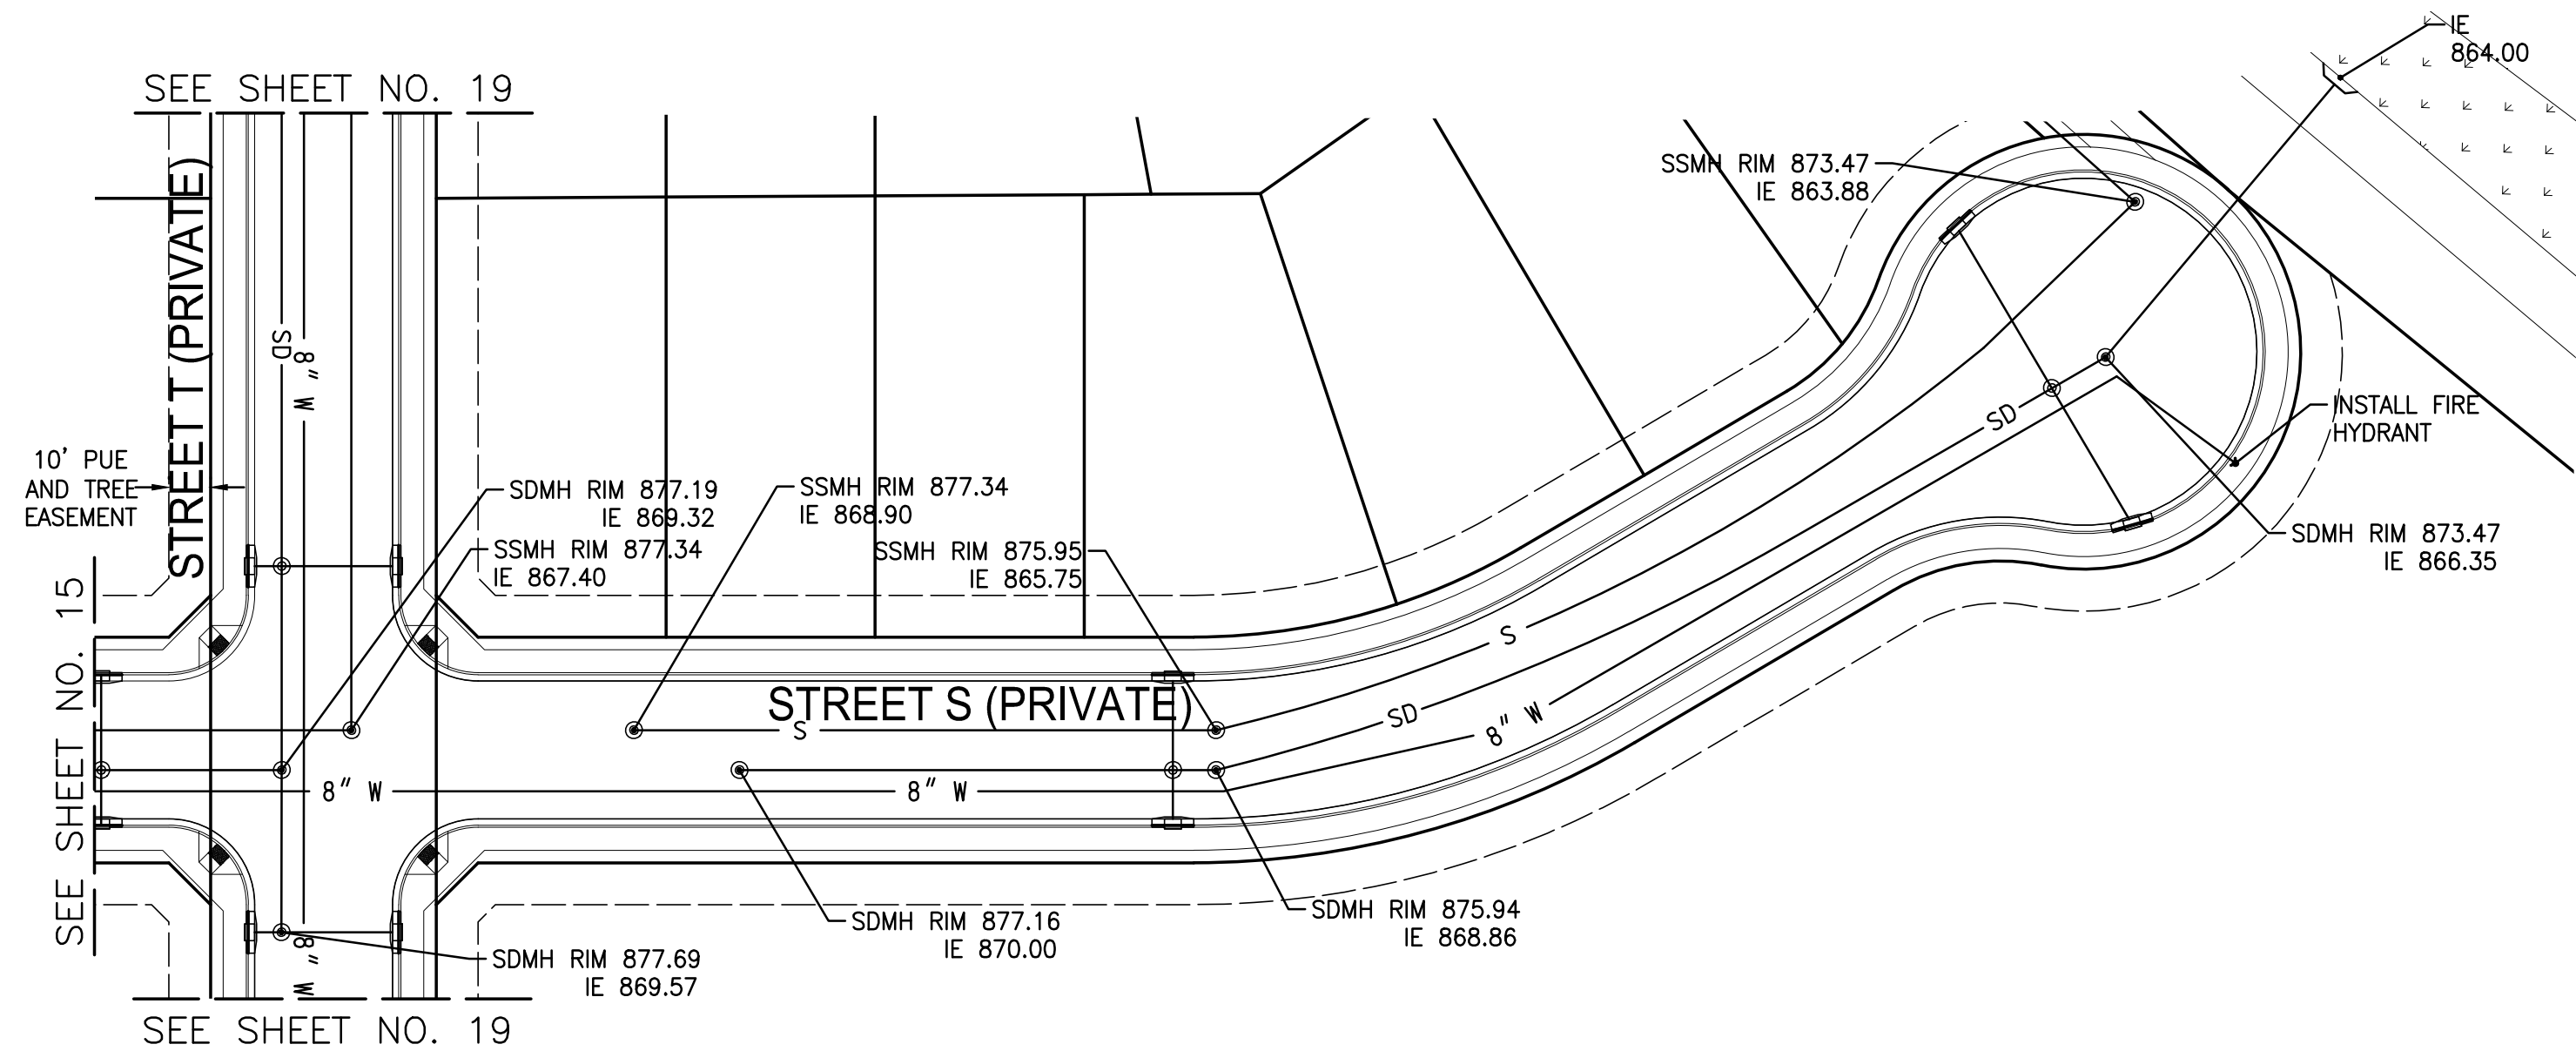 IE
864.00
SEE SHEET NO. 19
SSMH RIM 873.47
IE 863.88
STREET T (PRIVATE)
SD
8" W
INSTALL FIRE
HYDRANT
SD
10' PUE
AND TREE
EASEMENT
SDMH RIM 877.19
IE 869.32
SSMH RIM 877.34
IE 868.90
SSMH RIM 877.34
IE 867.40
SSMH RIM 875.95
IE 865.75
SDMH RIM 873.47
IE 866.35
SEE SHEET NO. 15
S
STREET S (PRIVATE)
S
SD
8" W
8" W
8" W
SDMH RIM 877.16
IE 870.00
SDMH RIM 875.94
IE 868.86
8" W
SDMH RIM 877.69
IE 869.57
SEE SHEET NO. 19